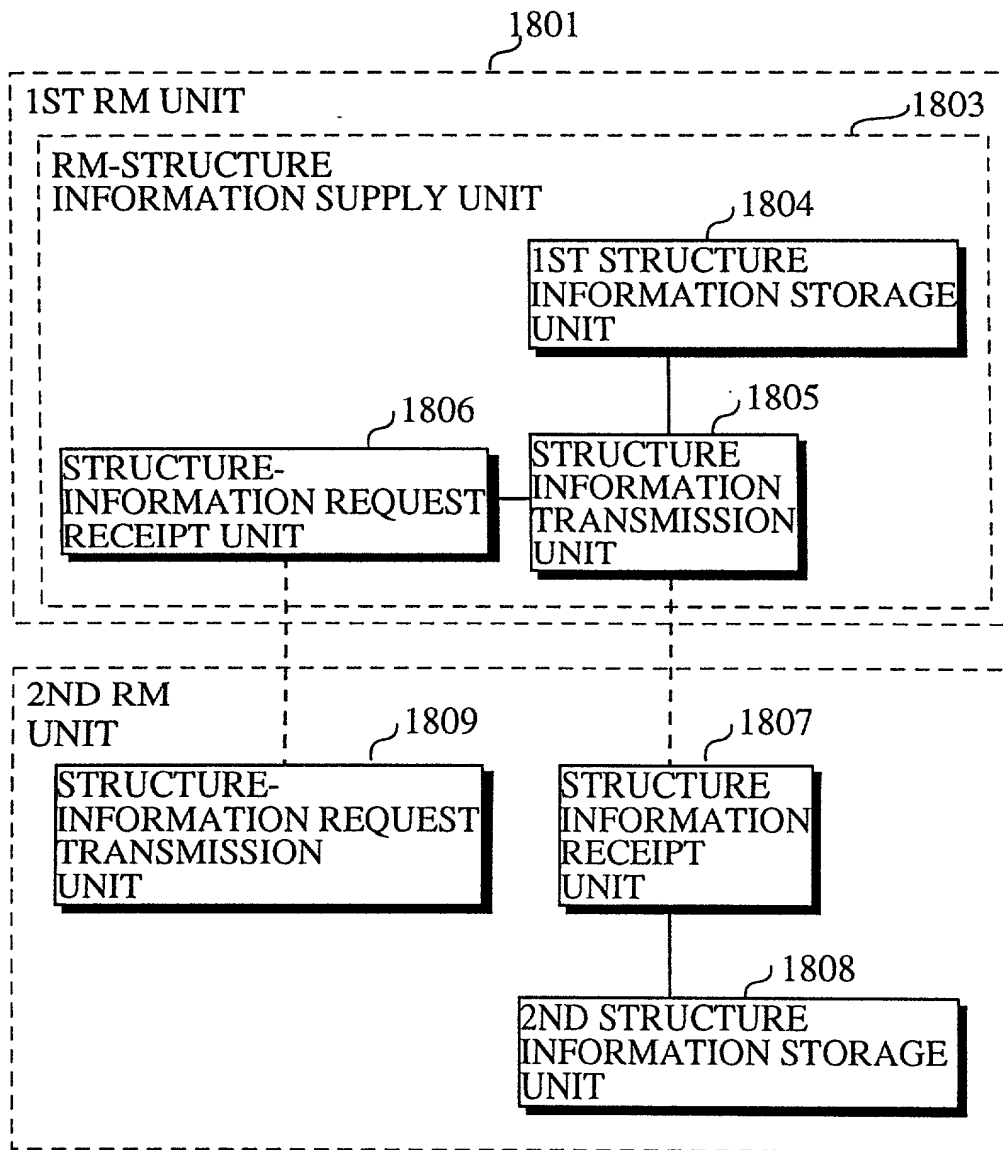 1801
1ST RM UNIT
1803
RM-STRUCTURE
INFORMATION SUPPLY UNIT
1804
1ST STRUCTURE
INFORMATION STORAGE
UNIT
1806
1805
STRUCTURE-
INFORMATION REQUEST
RECEIPT UNIT
STRUCTURE
INFORMATION
TRANSMISSION
UNIT
2ND RM
UNIT
1809
1807
STRUCTURE-
INFORMATION REQUEST
TRANSMISSION
UNIT
STRUCTURE
INFORMATION
RECEIPT
UNIT
1808
2ND STRUCTURE
INFORMATION STORAGE
UNIT